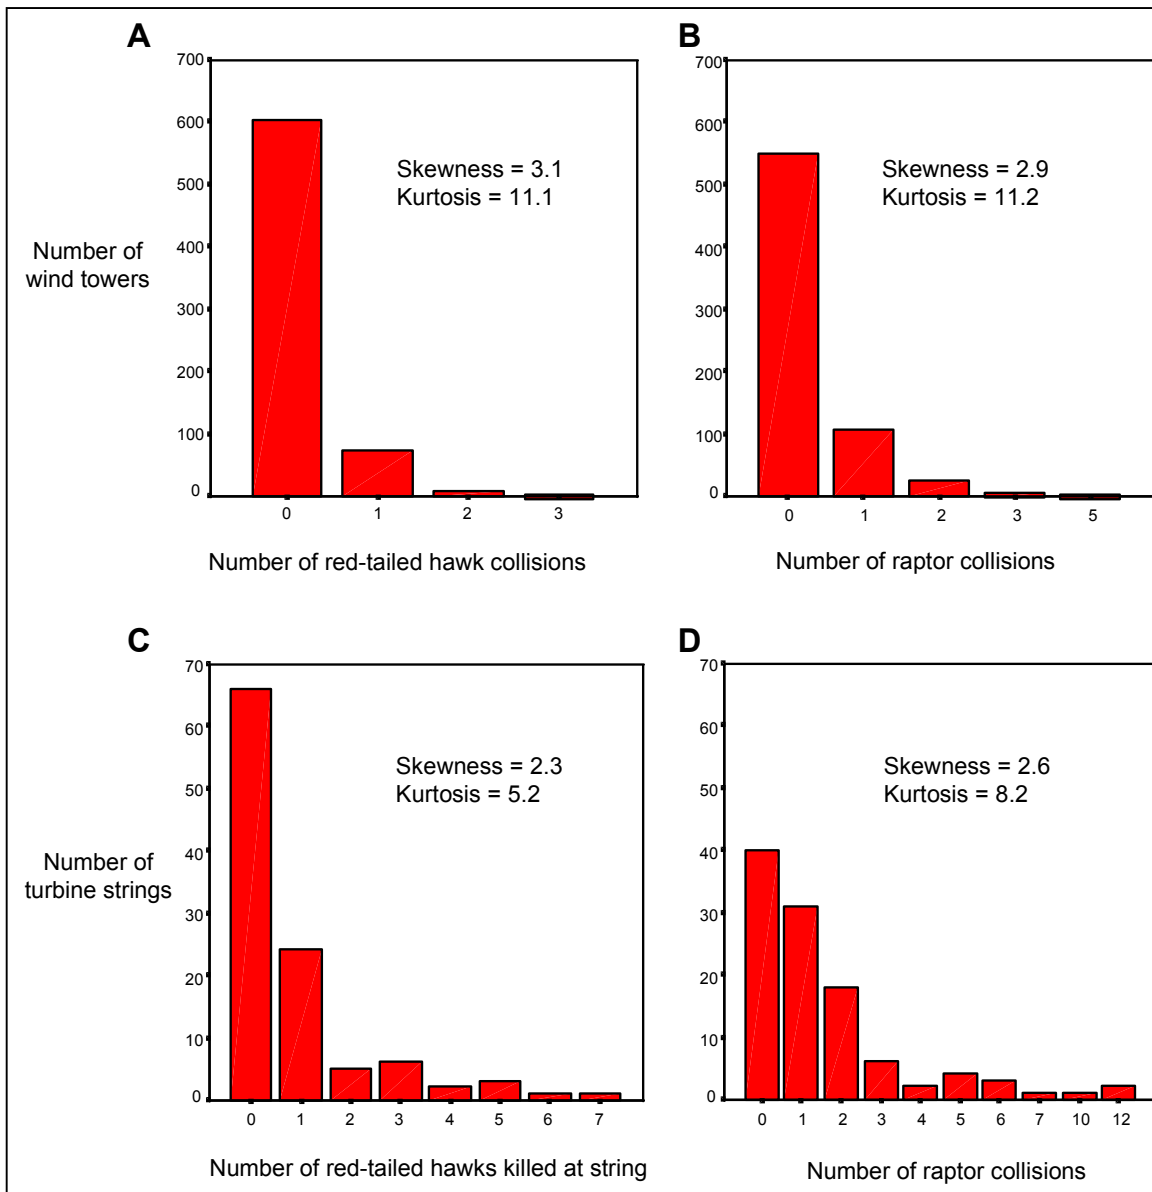 A
700
600
500
400
300
200
100
0
Skewness = 3.1
Kurtosis = 11.1
Number of
wind towers
0 1 2 3
Number of red-tailed hawk collisions
B
700
600
500
400
300
200
100
0
Skewness = 2.9
Kurtosis = 11.2
0 1 2 3 5
Number of raptor collisions
C
70
60
50
40
30
20
10
0
Skewness = 2.3
Kurtosis = 5.2
Number of
turbine strings
0 1 2 3 4 5 6 7
Number of red-tailed hawks killed at string
D
70
60
50
40
30
20
10
0
Skewness = 2.6
Kurtosis = 8.2
0 1 2 3 4 5 6 7 10 12
Number of raptor collisions